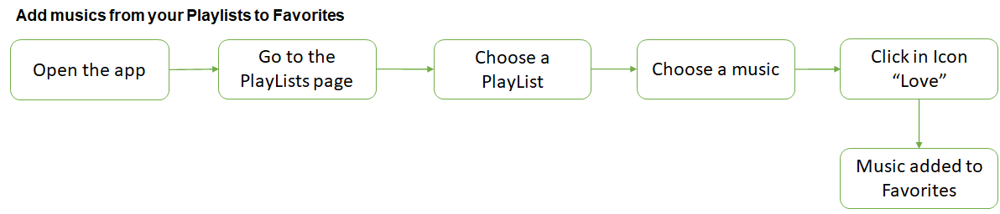 Add musics from your Playlists to Favorites
Open the app
Go to the
PlayLists page
Choose a
PlayList
Choose a music
Click in Icon
“Love”
Music added to
Favorites